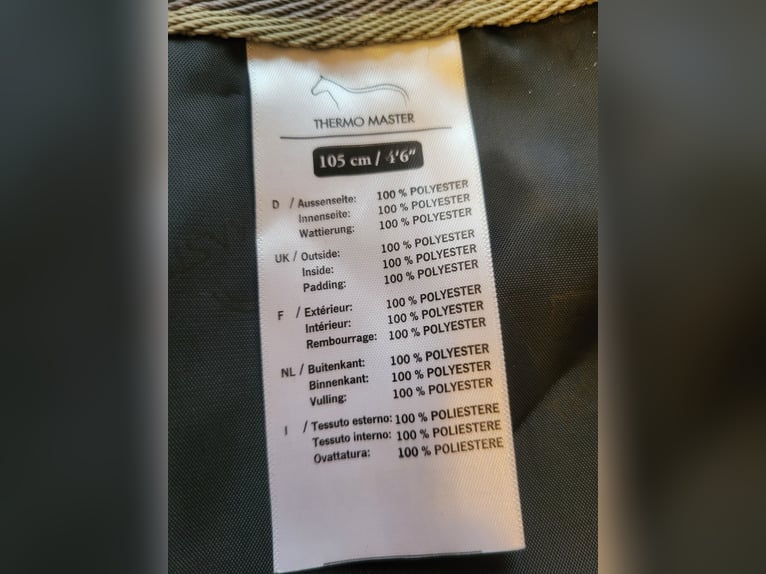 THERMO MASTER
105 cm / 4'6"
D / Aussenseite: 100 % POLYESTER
Innenseite: 100 % POLYESTER
Wattierung: 100 % POLYESTER
UK / Outside: 100 % POLYESTER
Inside: 100 % POLYESTER
Padding: 100 % POLYESTER
F / Extérieur: 100 % POLYESTER
Intérieur: 100 % POLYESTER
Rembourrage: 100 % POLYESTER
NL / Buitenkant: 100 % POLYESTER
Binnenkant: 100 % POLYESTER
Vulling: 100 % POLYESTER
I / Tessuto esterno: 100 % POLIESTERE
Tessuto interno: 100 % POLIESTERE
Ovattatura: 100 % POLIESTERE